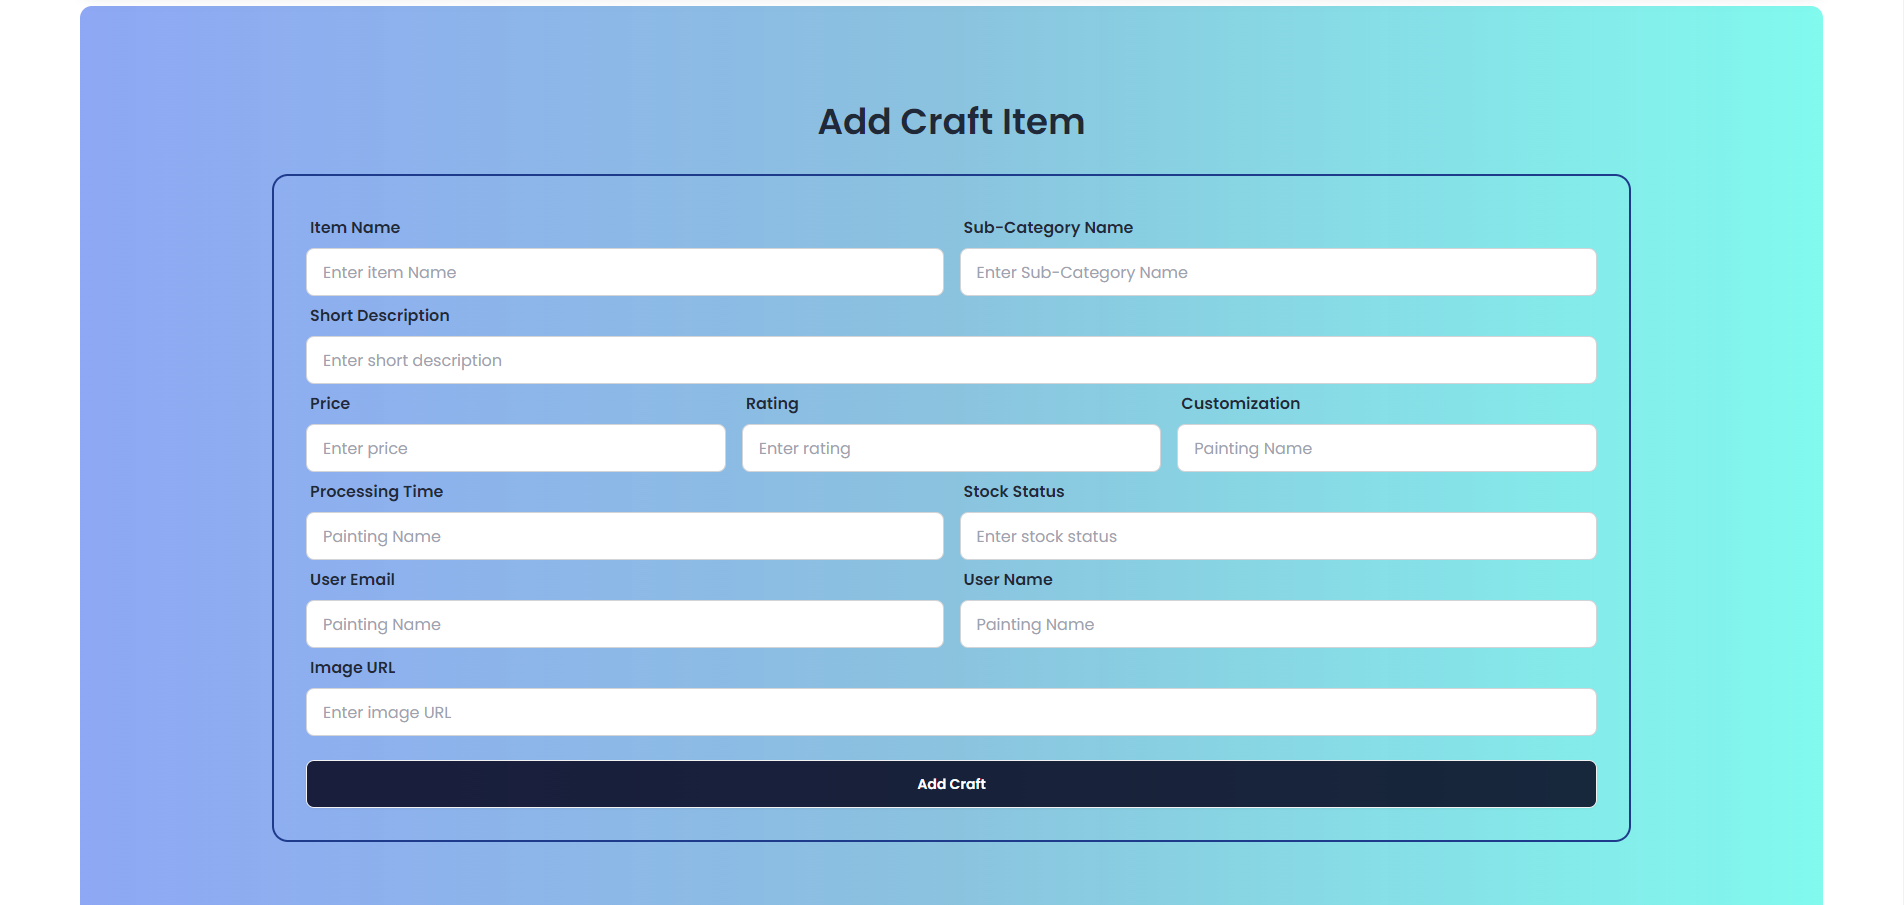 Add Craft Item
Item Name Sub-Category Name
Enter item Name Enter Sub-Category Name
Short Description
Enter short description
Price Rating Customization
Enter price Enter rating Painting Name
Processing Time Stock Status
Painting Name Enter stock status
User Email User Name
Painting Name Painting Name
Image URL
Enter image URL
Add Craft